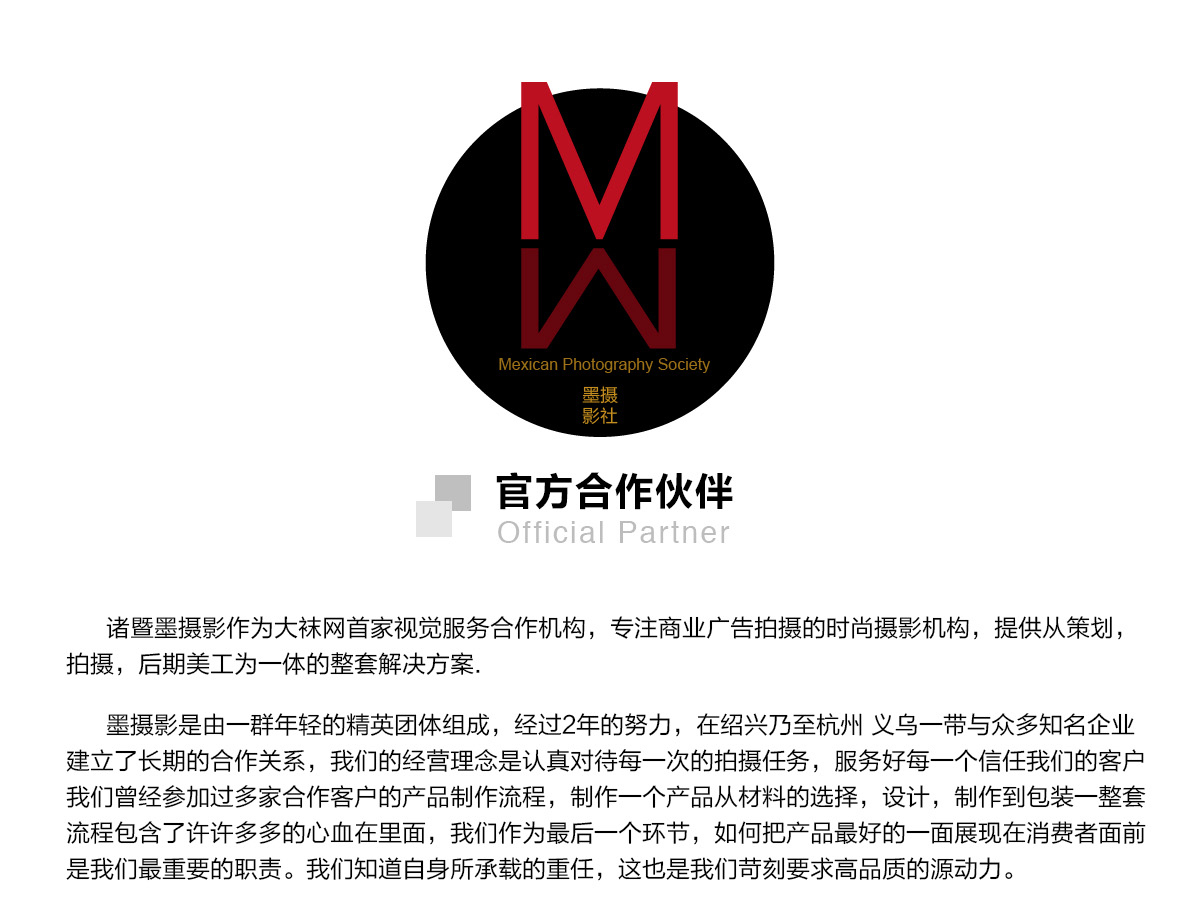 M
Mexican Photography Society
墨摄
影社
官方合作伙伴
Official Partner
诸暨墨摄影作为大袜网首家视觉服务合作机构，专注商业广告拍摄的时尚摄影机构，提供从策划，
拍摄，后期美工为一体的整套解决方案.
墨摄影是由一群年轻的精英团体组成，经过2年的努力，在绍兴乃至杭州 义乌一带与众多知名企业
建立了长期的合作关系，我们的经营理念是认真对待每一次的拍摄任务，服务好每一个信任我们的客户
我们曾经参加过多家合作客户的产品制作流程，制作一个产品从材料的选择，设计，制作到包装一整套
流程包含了许许多多的心血在里面，我们作为最后一个环节，如何把产品最好的一面展现在消费者面前
是我们最重要的职责。我们知道自身所承载的重任，这也是我们苛刻要求高品质的源动力。